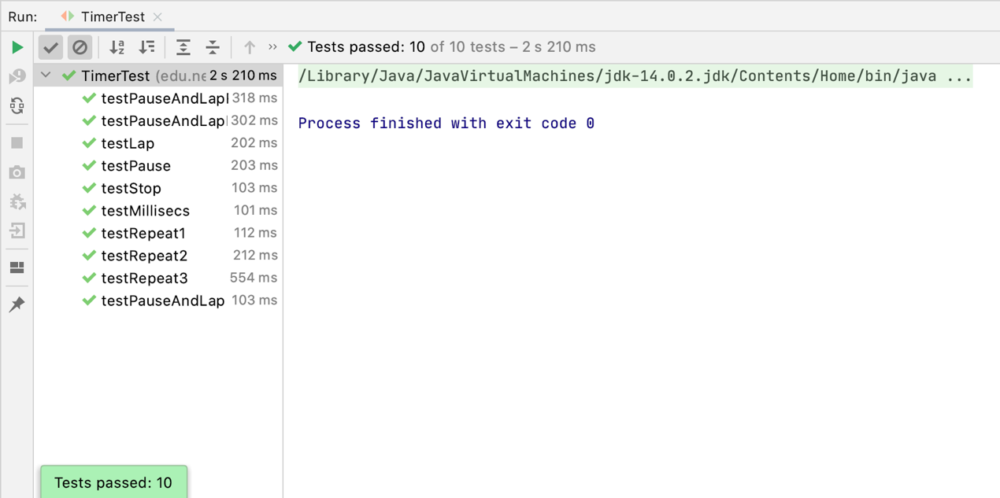 Run: TimerTest
Tests passed: 10 of 10 tests – 2 s 210 ms
TimerTest (edu.ne 2 s 210 ms
testPauseAndLap 318 ms
testPauseAndLap 302 ms
testLap 202 ms
testPause 203 ms
testStop 103 ms
testMillisecs 101 ms
testRepeat1 112 ms
testRepeat2 212 ms
testRepeat3 554 ms
testPauseAndLap 103 ms
/Library/Java/JavaVirtualMachines/jdk-14.0.2.jdk/Contents/Home/bin/java ...
Process finished with exit code 0
Tests passed: 10